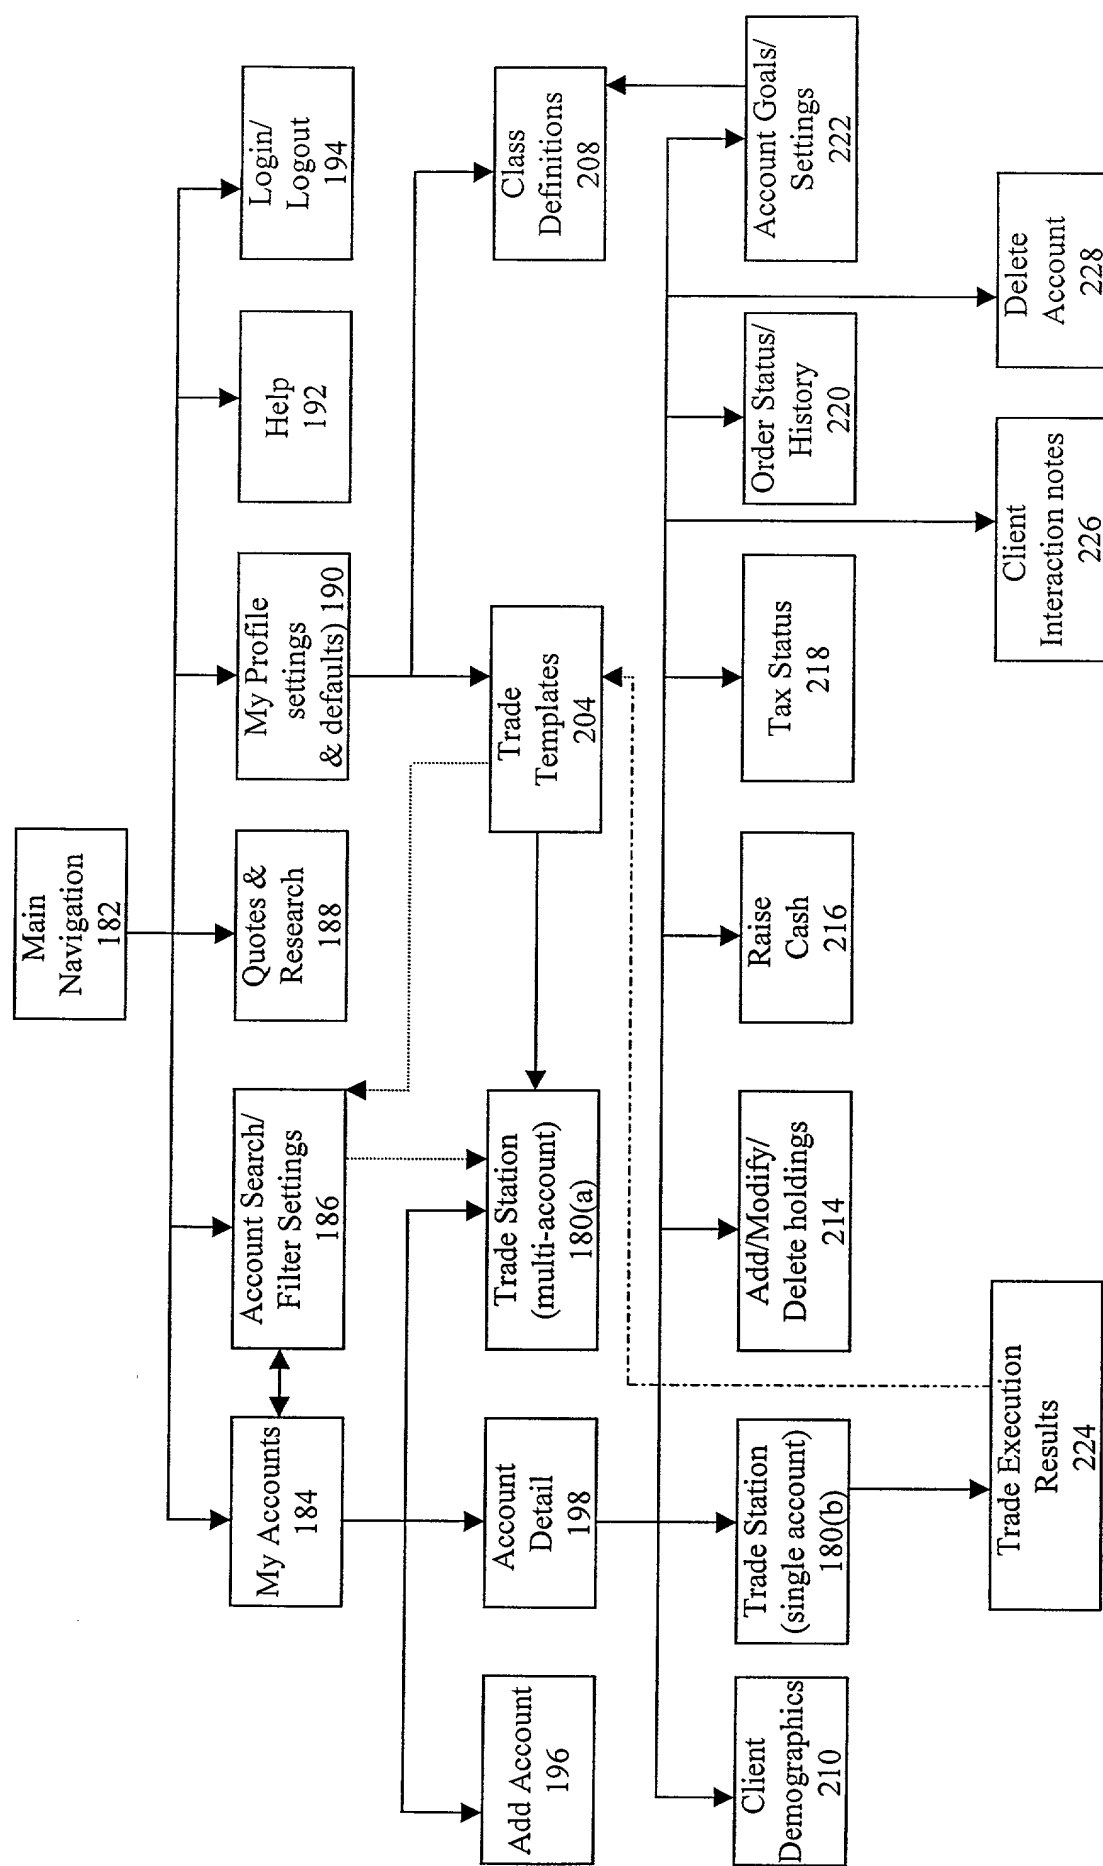 Main
Navigation
182
My Accounts
184
Account Search/
Filter Settings
186
Quotes &
Research
188
My Profile
settings
& defaults) 190
Help
192
Login/
Logout
194
Add Account
196
Account
Detail
198
Trade Station
(multi-account)
180(a)
Trade
Templates
204
Class
Definitions
208
Client
Demographics
210
Trade Station
(single account)
180(b)
Add/Modify/
Delete holdings
214
Raise
Cash
216
Tax Status
218
Order Status/
History
220
Account Goals/
Settings
222
Trade Execution
Results
224
Client
Interaction notes
226
Delete
Account
228